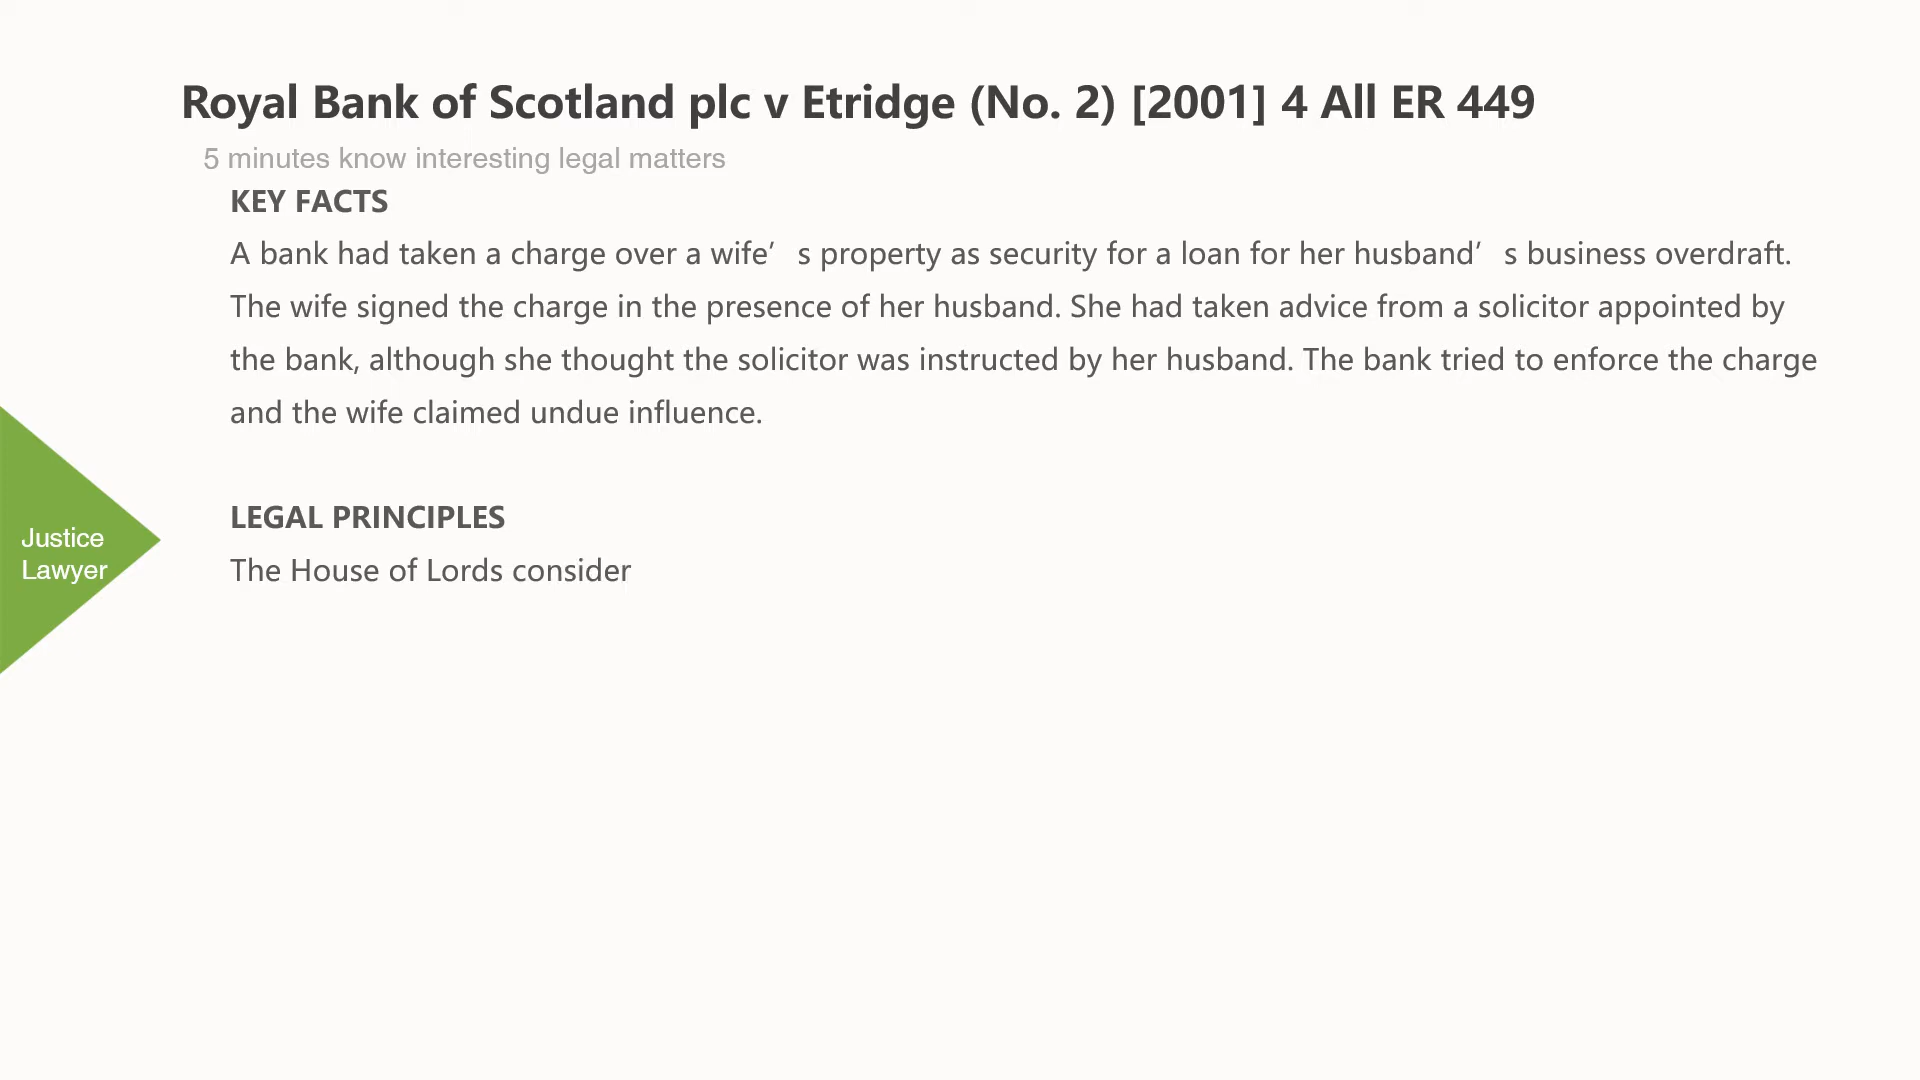 Royal Bank of Scotland plc v Etridge (No. 2) [2001] 4 All ER 449
5 minutes know interesting legal matters
KEY FACTS
A bank had taken a charge over a wife’s property as security for a loan for her husband’s business overdraft.
The wife signed the charge in the presence of her husband. She had taken advice from a solicitor appointed by
the bank, although she thought the solicitor was instructed by her husband. The bank tried to enforce the charge
and the wife claimed undue influence.
LEGAL PRINCIPLES
The House of Lords consider
Justice
Lawyer